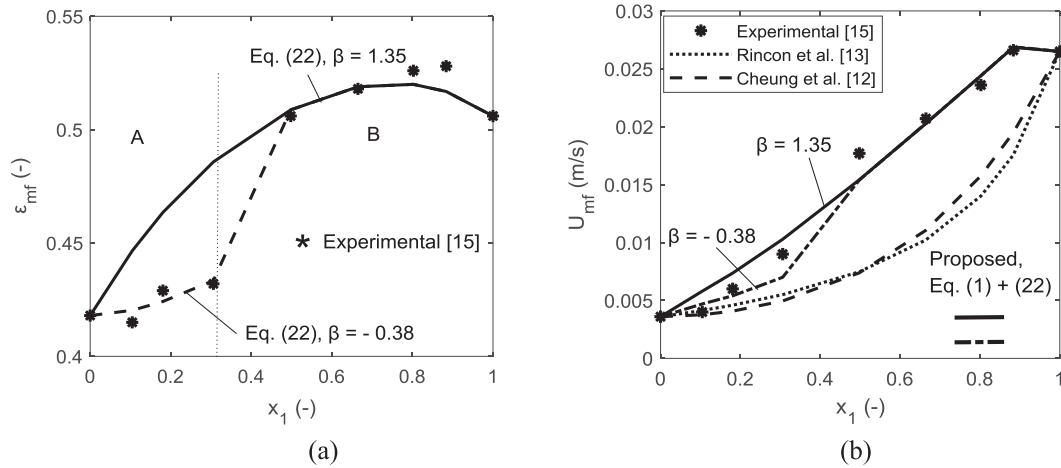 0.55
0.5
0.45
0.4
ε_mf (-)
Eq. (22), β = 1.35
A
B
* Experimental [15]
Eq. (22), β = - 0.38
0
0.2
0.4
0.6
0.8
1
x_1 (-)
(a)
0.03
0.025
0.02
0.015
0.01
0.005
0
U_mf (m/s)
Experimental [15]
Rincon et al. [13]
Cheung et al. [12]
β = 1.35
β = - 0.38
Proposed,
Eq. (1) + (22)
0
0.2
0.4
0.6
0.8
1
x_1 (-)
(b)